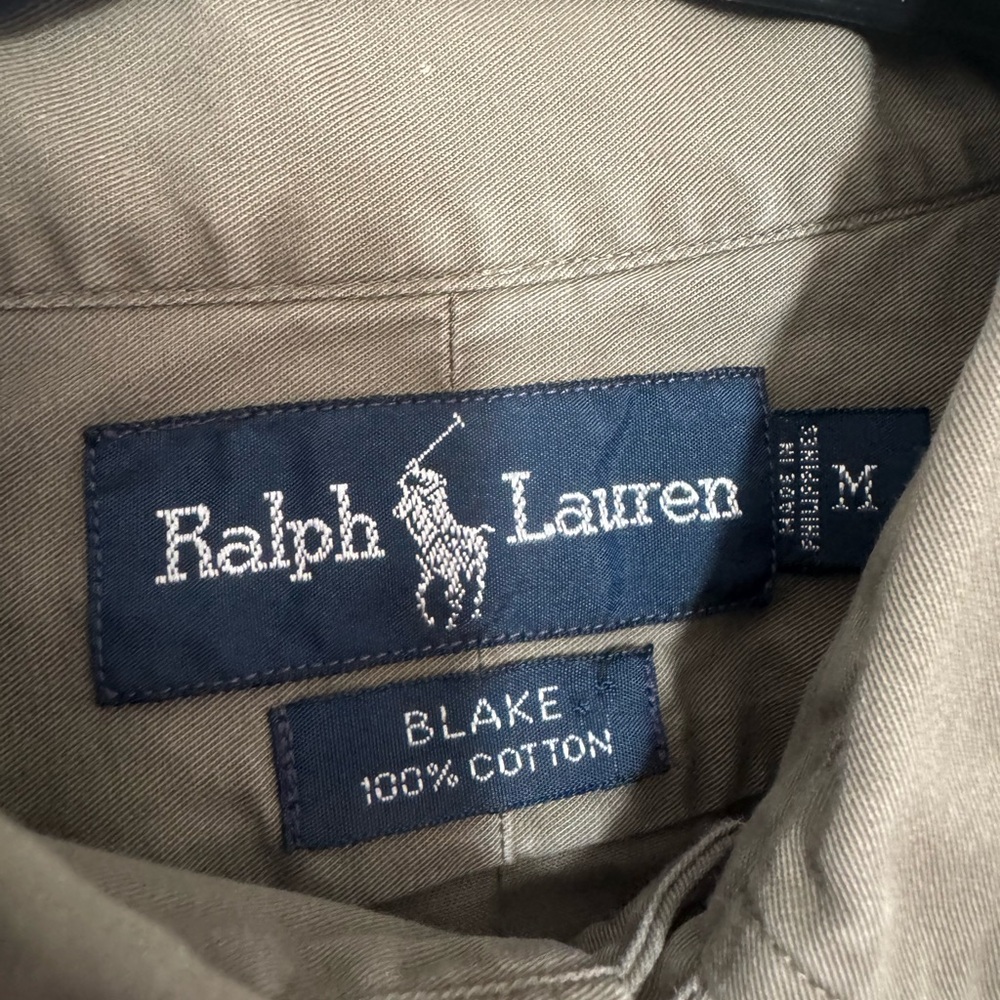 Ralph Lauren
MADE IN
PHILIPPINES
M
BLAKE
100% COTTON